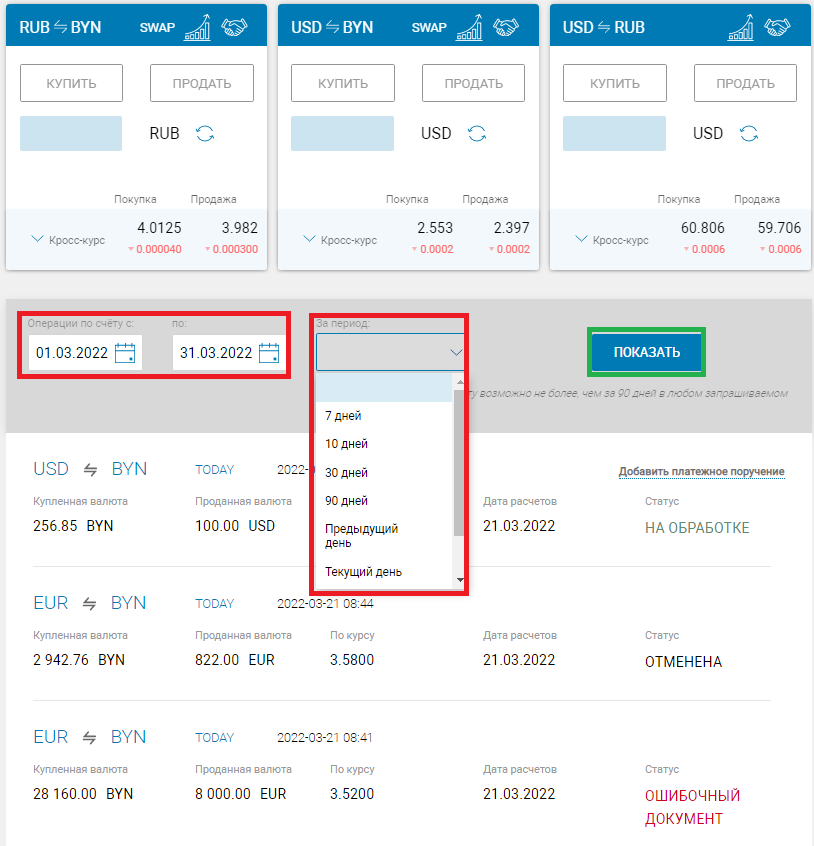 RUB ⇆ BYN SWAP
USD ⇆ BYN SWAP
USD ⇆ RUB
КУПИТЬ ПРОДАТЬ
КУПИТЬ ПРОДАТЬ
КУПИТЬ ПРОДАТЬ
RUB
USD
USD
Покупка Продажа
Покупка Продажа
Покупка Продажа
Кросс-курс 4.0125 3.982
0.000040 0.000300
Кросс-курс 2.553 2.397
0.0002 0.0002
Кросс-курс 60.806 59.706
0.0006 0.0006
Операции по счёту с: по: За период:
01.03.2022 31.03.2022 ПОКАЗАТЬ
возможно не более, чем за 90 дней в любом запрашиваемом
7 дней
10 дней
30 дней
90 дней
Предыдущий
день
Текущий день
USD ⇆ BYN TODAY Добавить платежное поручение
Купленная валюта Проданная валюта Дата расчетов Статус
256.85 BYN 100.00 USD 21.03.2022 НА ОБРАБОТКЕ
EUR ⇆ BYN TODAY 2022-03-21 08:44
Купленная валюта Проданная валюта По курсу Дата расчетов Статус
2 942.76 BYN 822.00 EUR 3.5800 21.03.2022 ОТМЕНЕНА
EUR ⇆ BYN TODAY 2022-03-21 08:41
Купленная валюта Проданная валюта По курсу Дата расчетов Статус
28 160.00 BYN 8 000.00 EUR 3.5200 21.03.2022 ОШИБОЧНЫЙ
ДОКУМЕНТ